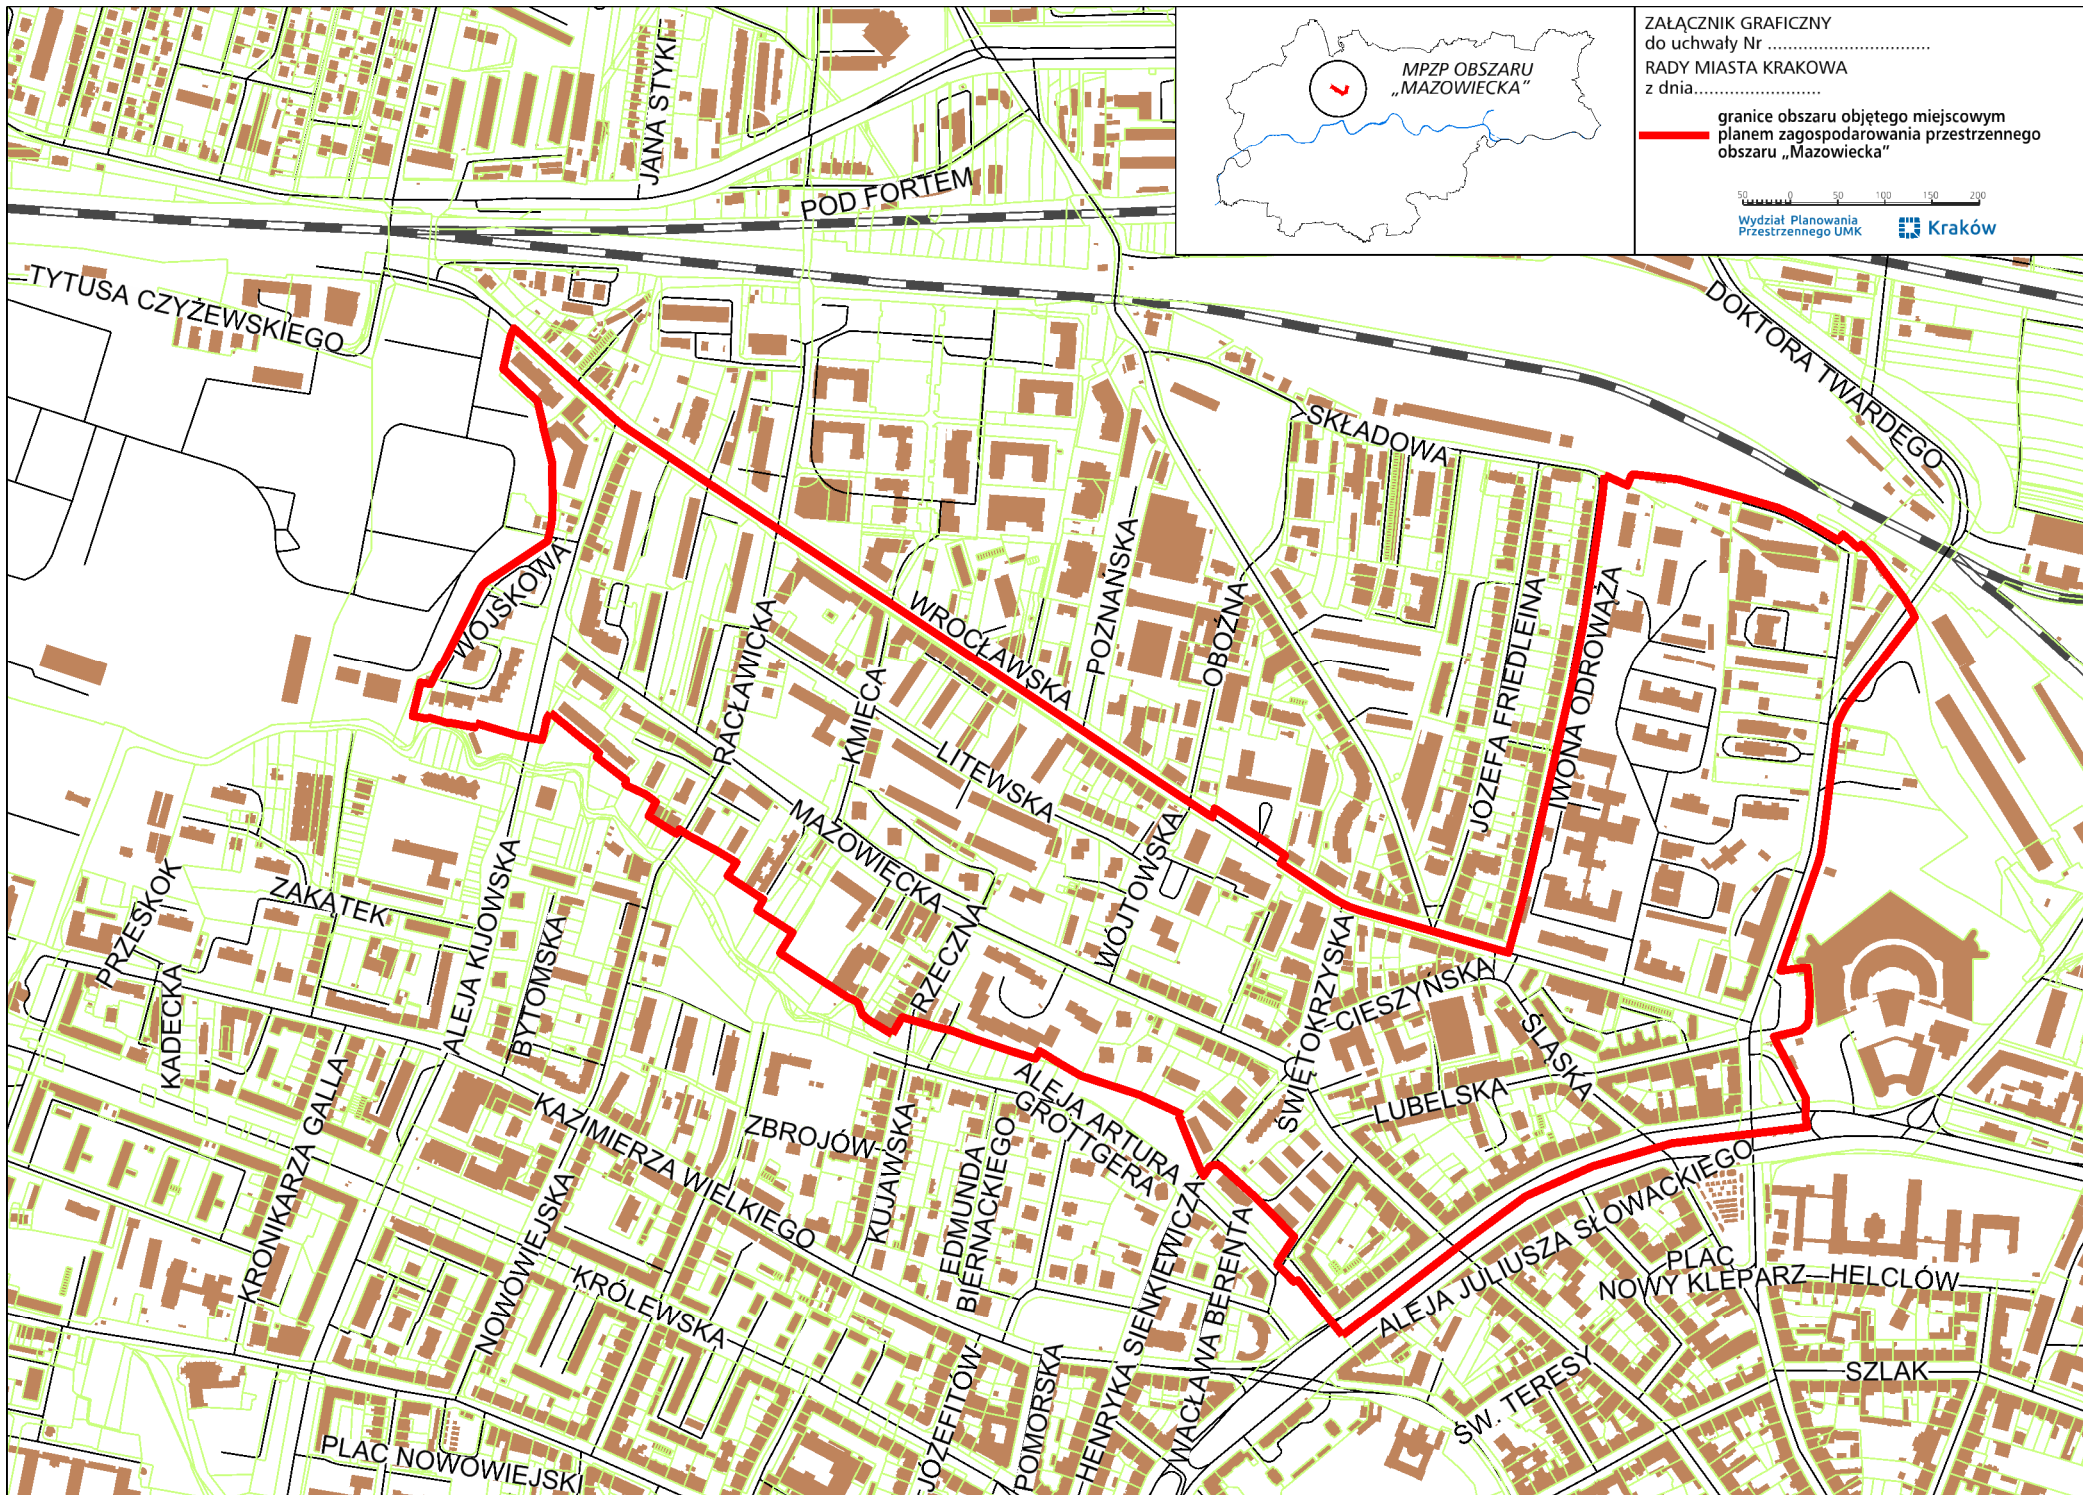 ZAŁĄCZNIK GRAFICZNY
do uchwały Nr ................................
RADY MIASTA KRAKOWA
z dnia.........................
granice obszaru objętego miejscowym
planem zagospodarowania przestrzennego
obszaru „Mazowiecka”
50 0 50 100 150 200
Wydział Planowania
Przestrzennego UMK
Kraków
MPZP OBSZARU
„MAZOWIECKA”
JANA STYKI
POD FORTEM
TYTUSA CZYŻEWSKIEGO
DOKTORA TWARDEGO
SKŁADOWA
WOJSKOWA
RACŁAWICKA
WROCŁAWSKA
POZNAŃSKA
OBOŹNA
JÓZEFA FRIEDLEINA
IWONA ODROWĄŻA
KMIECA
LITEWSKA
MAZOWIECKA
WÓJTOWSKA
RZECZNA
ŚWIĘTOKRZYSKA
CIESZYŃSKA
ŚLĄSKA
LUBELSKA
PRZESKOK
ZAKĄTEK
KADECKA
ALEJA KIJOWSKA
BYTOMSKA
KRONIKARZA GALLA
KAZIMIERZA WIELKIEGO
ZBROJÓW
KUJAWSKA
EDMUNDA
BIERNACKIEGO
ALEJA ARTURA
GROTTGERA
HENRYKA SIENKIEWICZA
WACŁAWA BERENTA
ALEJA JULIUSZA SŁOWACKIEGO
PLAC
NOWY KLEPARZ
HELCLÓW
SZLAK
ŚW. TERESY
NOWOWIEJSKA
KRÓLEWSKA
JÓZEFITÓW
POMORSKA
PLAC NOWOWIEJSKI